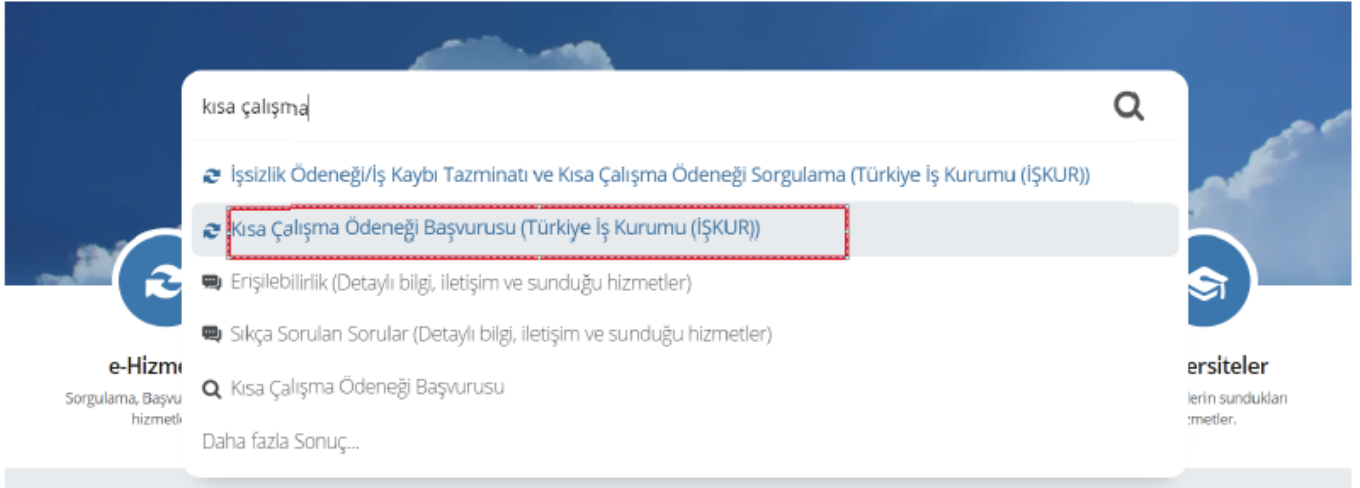 kısa çalışma
İşsizlik Ödeneği/İş Kaybı Tazminatı ve Kısa Çalışma Ödeneği Sorgulama (Türkiye İş Kurumu (İŞKUR))
Kısa Çalışma Ödeneği Başvurusu (Türkiye İş Kurumu (İŞKUR))
Erişilebilirlik (Detaylı bilgi, iletişim ve sunduğu hizmetler)
Sıkça Sorulan Sorular (Detaylı bilgi, iletişim ve sunduğu hizmetler)
Kısa Çalışma Ödeneği Başvurusu
Daha fazla Sonuç...
e-Hizme
Sorgulama, Başvu
hizmetl
ersiteler
lerin sundukları
zmetler.